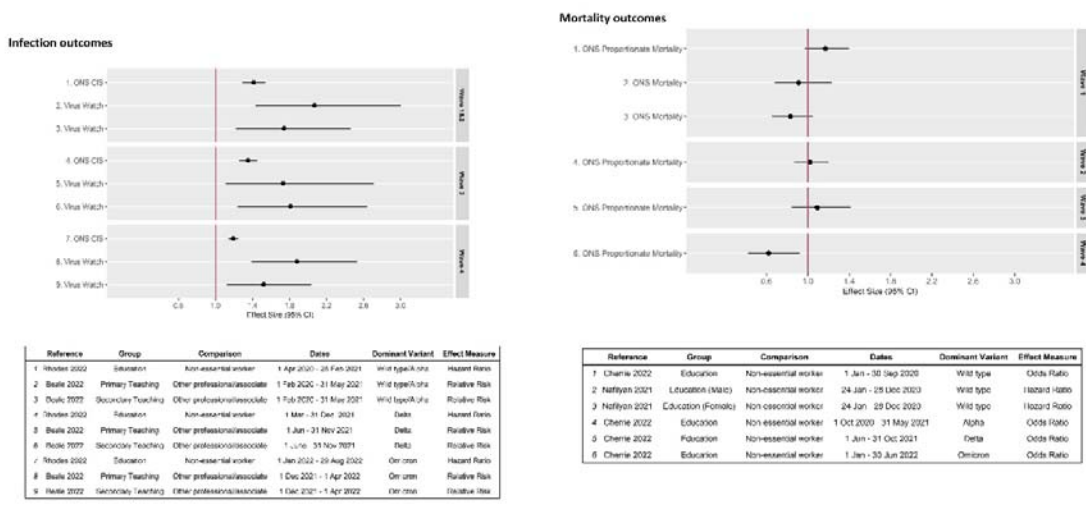 Infection outcomes
1. ONS CIS
2. Virus Watch
3. Virus Watch
Wave 1&2
4. ONS CIS
5. Virus Watch
6. Virus Watch
Wave 3
7. ONS CIS
8. Virus Watch
9. Virus Watch
Wave 4
0.6 1.0 1.4 1.8 2.2 2.6 3.0
Effect Size (95% CI)
Reference Group Comparison Dates Dominant Variant Effect Measure
1 Rhodes 2022 Education Non-essential worker 1 Apr 2020 - 28 Feb 2021 Wild type/Alpha Hazard Ratio
2 Beale 2022 Primary Teaching Other professional/associate 1 Feb 2020 - 31 May 2021 Wild type/Alpha Relative Risk
3 Beale 2022 Secondary Teaching Other professional/associate 1 Feb 2020 - 31 May 2021 Wild type/Alpha Relative Risk
4 Rhodes 2022 Education Non-essential worker 1 Mar - 31 Dec 2021 Delta Hazard Ratio
5 Beale 2022 Primary Teaching Other professional/associate 1 Jun - 31 Nov 2021 Delta Relative Risk
6 Beale 2022 Secondary Teaching Other professional/associate 1 June 31 Nov 2021 Delta Relative Risk
7 Rhodes 2022 Education Non-essential worker 1 Jan 2022 - 29 Aug 2022 Omicron Hazard Ratio
8 Beale 2022 Primary Teaching Other professional/associate 1 Dec 2021 - 1 Apr 2022 Omicron Relative Risk
9 Beale 2022 Secondary Teaching Other professional/associate 1 Dec 2021 - 1 Apr 2022 Omicron Relative Risk
Mortality outcomes
1. ONS Proportionate Mortality
2. ONS Mortality
3. ONS Mortality
Wave 1
4. ONS Proportionate Mortality
Wave 2
5. ONS Proportionate Mortality
Wave 3
6. ONS Proportionate Mortality
Wave 4
0.6 1.0 1.4 1.8 2.2 2.6 3.0
Effect Size (95% CI)
Reference Group Comparison Dates Dominant Variant Effect Measure
1 Cherrie 2022 Education Non-essential worker 1 Jan - 30 Sep 2020 Wild type Odds Ratio
2 Nafilyan 2021 Education (Male) Non-essential worker 24 Jan - 28 Dec 2020 Wild type Hazard Ratio
3 Nafilyan 2021 Education (Female) Non-essential worker 24 Jan - 28 Dec 2020 Wild type Hazard Ratio
4 Cherrie 2022 Education Non-essential worker 1 Oct 2020 31 May 2021 Alpha Odds Ratio
5 Cherrie 2022 Education Non-essential worker 1 Jun - 31 Oct 2021 Delta Odds Ratio
6 Cherrie 2022 Education Non-essential worker 1 Jan - 30 Jun 2022 Omicron Odds Ratio